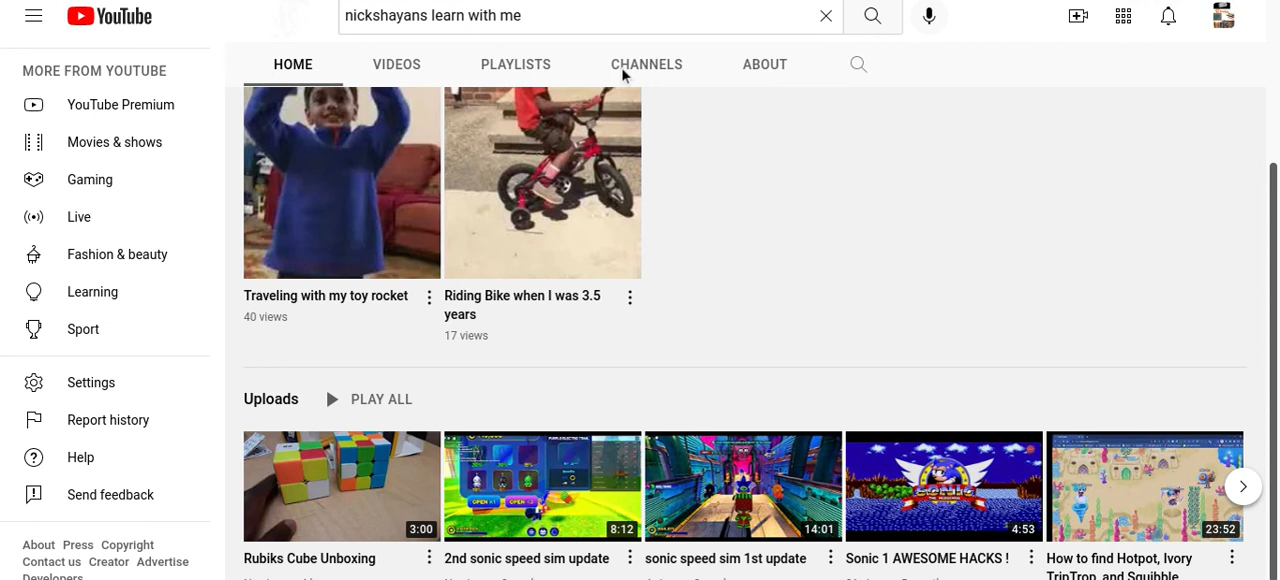 YouTube
nickshayans learn with me
HOME VIDEOS PLAYLISTS CHANNELS ABOUT
MORE FROM YOUTUBE
YouTube Premium
Movies & shows
Gaming
Live
Fashion & beauty
Learning
Sport
Settings
Report history
Help
Send feedback
About Press Copyright
Contact us Creator Advertise
Developers
Traveling with my toy rocket
40 views
Riding Bike when I was 3.5
years
17 views
Uploads PLAY ALL
3:00
8:12
14:01
4:53
23:52
Rubiks Cube Unboxing
2nd sonic speed sim update
sonic speed sim 1st update
Sonic 1 AWESOME HACKS !
How to find Hotpot, Ivory
TripTrop, and Squibble